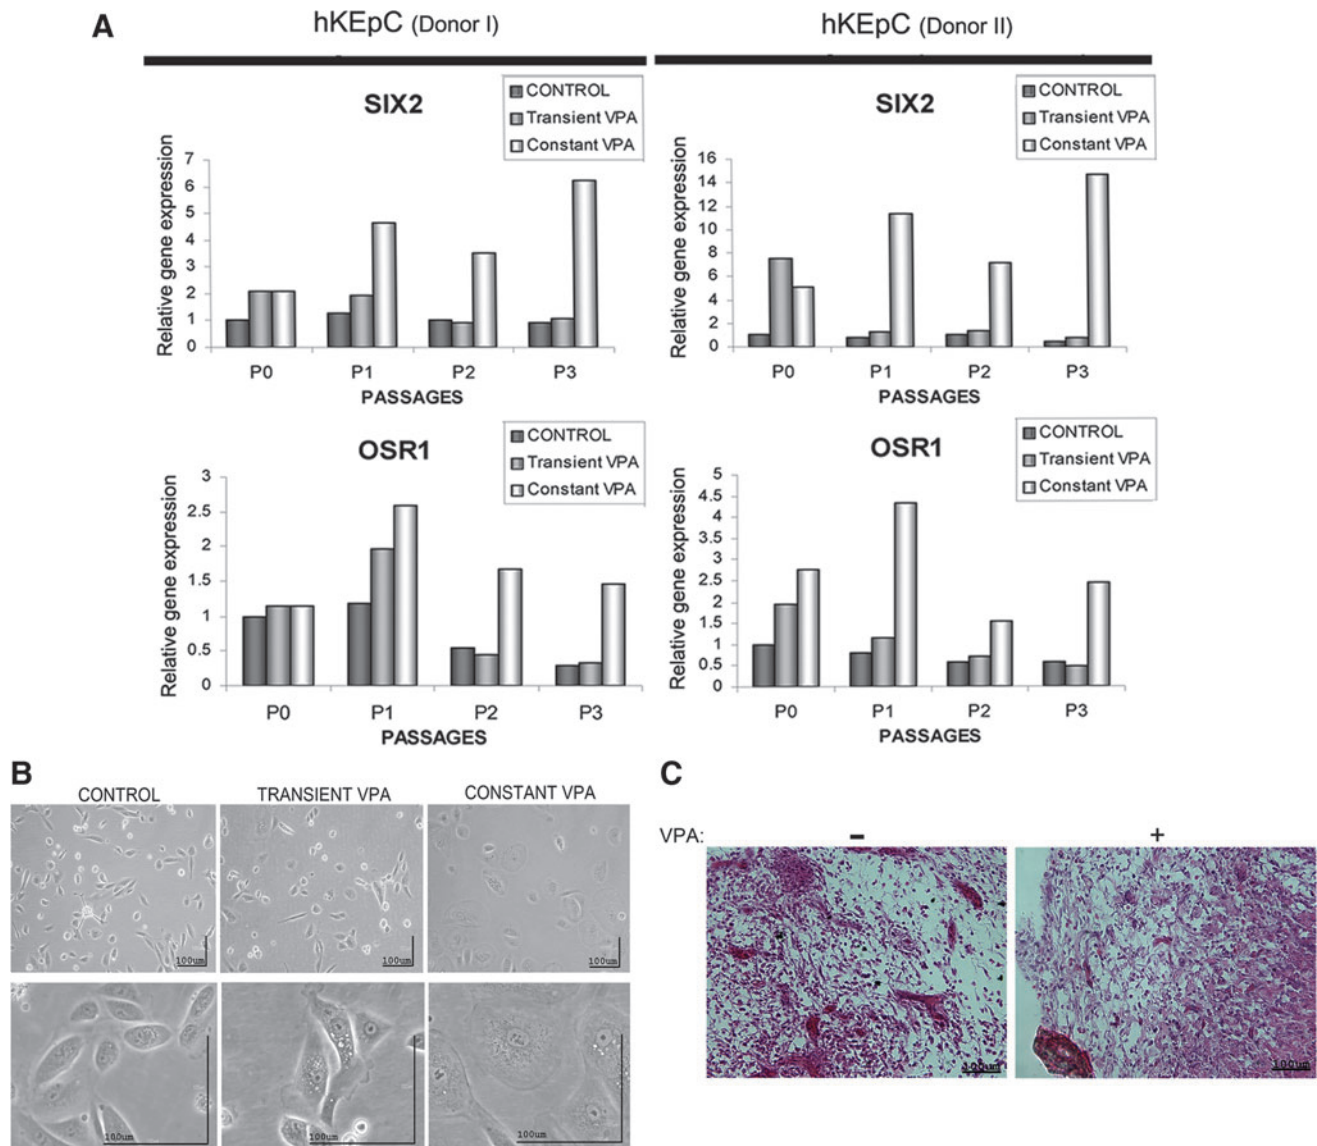 A
hKEpC (Donor I)
hKEpC (Donor II)
SIX2
CONTROL
Transient VPA
Constant VPA
Relative gene expression
7
6
5
4
3
2
1
0
P0 P1 P2 P3
PASSAGES
SIX2
CONTROL
Transient VPA
Constant VPA
Relative gene expression
16
14
12
10
8
6
4
2
0
P0 P1 P2 P3
PASSAGES
OSR1
CONTROL
Transient VPA
Constant VPA
Relative gene expression
3
2.5
2
1.5
1
0.5
0
P0 P1 P2 P3
PASSAGES
OSR1
CONTROL
Transient VPA
Constant VPA
Relative gene expression
5
4.5
4
3.5
3
2.5
2
1.5
1
0.5
0
P0 P1 P2 P3
PASSAGES
B
CONTROL TRANSIENT VPA CONSTANT VPA
100um 100um 100um
100um 100um 100um
C
VPA: - +
100um 100um